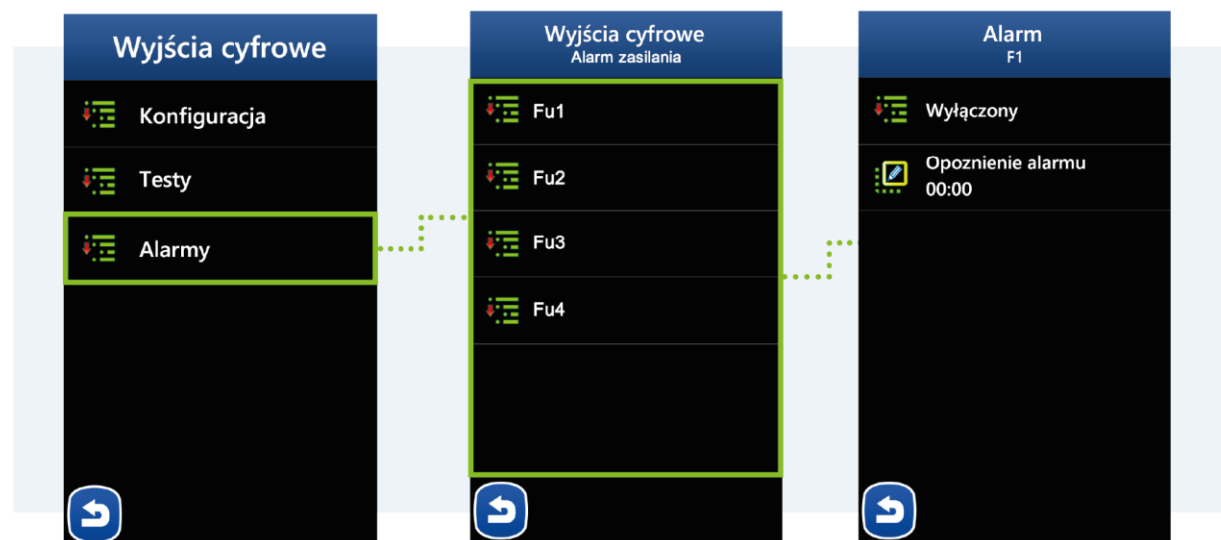 Wyjścia cyfrowe
Konfiguracja
Testy
Alarmy
Wyjścia cyfrowe
Alarm zasilania
Fu1
Fu2
Fu3
Fu4
Alarm
F1
Wyłączony
Opoznienie alarmu
00:00